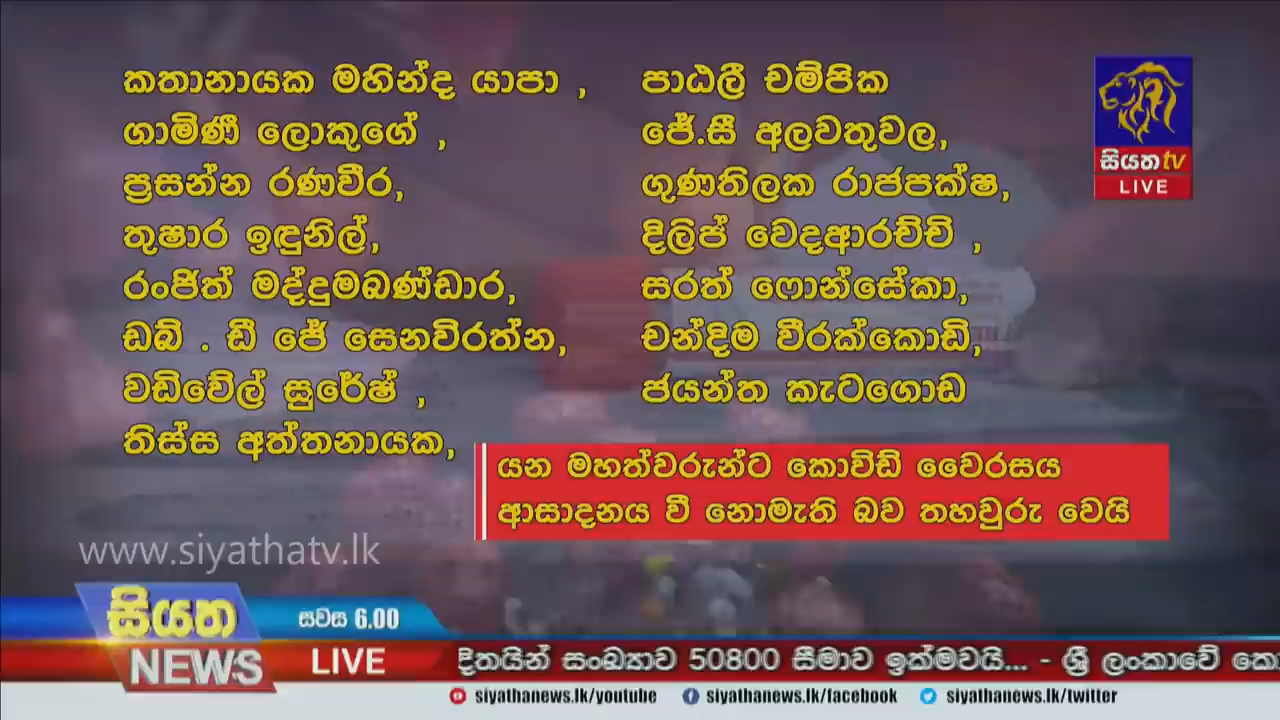 කතානායක මහින්ද යාපා ,
ගාමිණී ලොකුගේ ,
ප්‍රසන්න රණවීර,
තුෂාර ඉඳුනිල්,
රංජිත් මද්දුමබණ්ඩාර,
ඩබ් . ඩී ජේ සෙනවිරත්න,
වඩිවේල් සුරේෂ් ,
තිස්ස අත්තනායක,
පාඨලී චම්පික
ජේ.සී අලවතුවල,
ගුණතිලක රාජපක්ෂ,
දිලිප් වෙදආරච්චි ,
සරත් ෆොන්සේකා,
චන්දිම වීරක්කොඩි,
ජයන්ත කැටගොඩ
යන මහත්වරුන්ට කොවිඩ් වෛරසය
ආසාදනය වී නොමැති බව තහවුරු වෙයි
සියත tv
LIVE
www.siyathatv.lk
සියත
සවස 6.00
NEWS
LIVE
දිතයින් සංඛ්‍යාව 50800 සීමාව ඉක්මවයි... - ශ්‍රී ලංකාවේ කො
siyathanews.lk/youtube
siyathanews.lk/facebook
siyathanews.lk/twitter